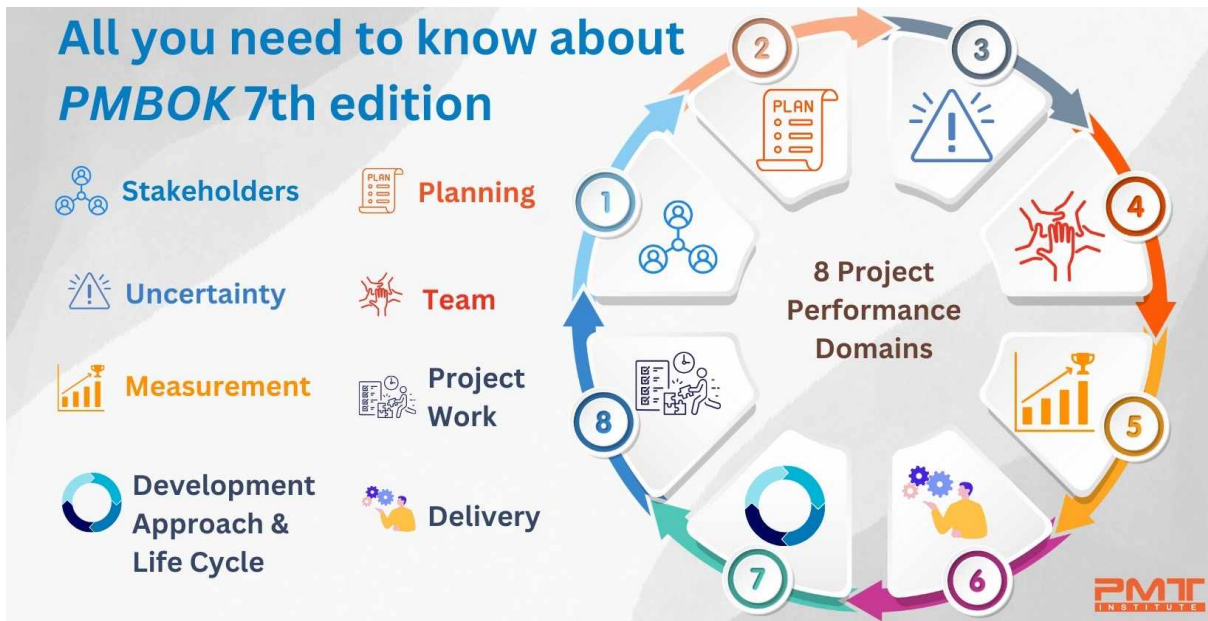 All you need to know about
PMBOK 7th edition
Stakeholders
PLAN
Planning
Uncertainty
Team
Measurement
Project
Work
Development
Approach &
Life Cycle
Delivery
1
2
PLAN
3
4
5
6
7
8
8 Project
Performance
Domains
PMT
INSTITUTE